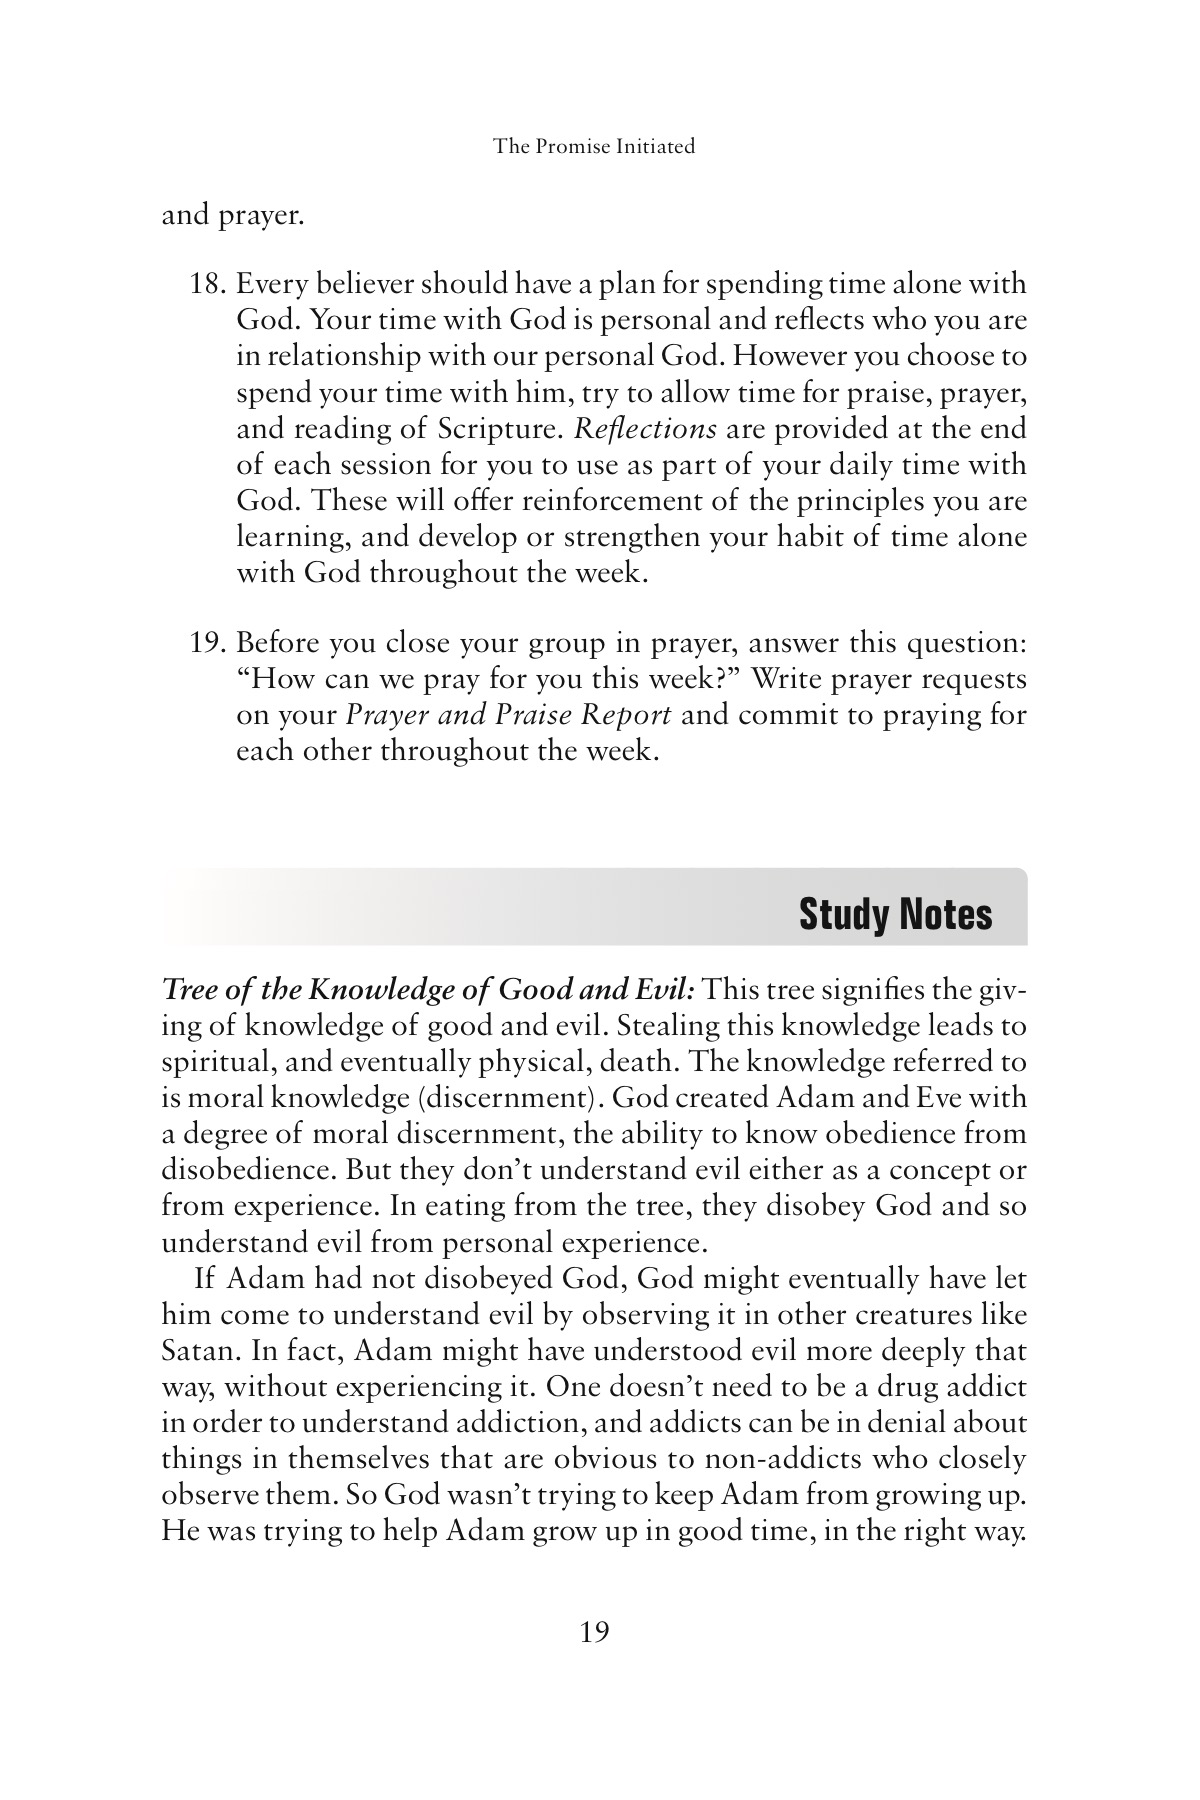 The Promise Initiated
and prayer.
18. Every believer should have a plan for spending time alone with
God. Your time with God is personal and reflects who you are
in relationship with our personal God. However you choose to
spend your time with him, try to allow time for praise, prayer,
and reading of Scripture. Reflections are provided at the end
of each session for you to use as part of your daily time with
God. These will offer reinforcement of the principles you are
learning, and develop or strengthen your habit of time alone
with God throughout the week.
19. Before you close your group in prayer, answer this question:
“How can we pray for you this week?” Write prayer requests
on your Prayer and Praise Report and commit to praying for
each other throughout the week.
Study Notes
Tree of the Knowledge of Good and Evil: This tree signifies the giv-
ing of knowledge of good and evil. Stealing this knowledge leads to
spiritual, and eventually physical, death. The knowledge referred to
is moral knowledge (discernment). God created Adam and Eve with
a degree of moral discernment, the ability to know obedience from
disobedience. But they don’t understand evil either as a concept or
from experience. In eating from the tree, they disobey God and so
understand evil from personal experience.
If Adam had not disobeyed God, God might eventually have let
him come to understand evil by observing it in other creatures like
Satan. In fact, Adam might have understood evil more deeply that
way, without experiencing it. One doesn’t need to be a drug addict
in order to understand addiction, and addicts can be in denial about
things in themselves that are obvious to non-addicts who closely
observe them. So God wasn’t trying to keep Adam from growing up.
He was trying to help Adam grow up in good time, in the right way.
19